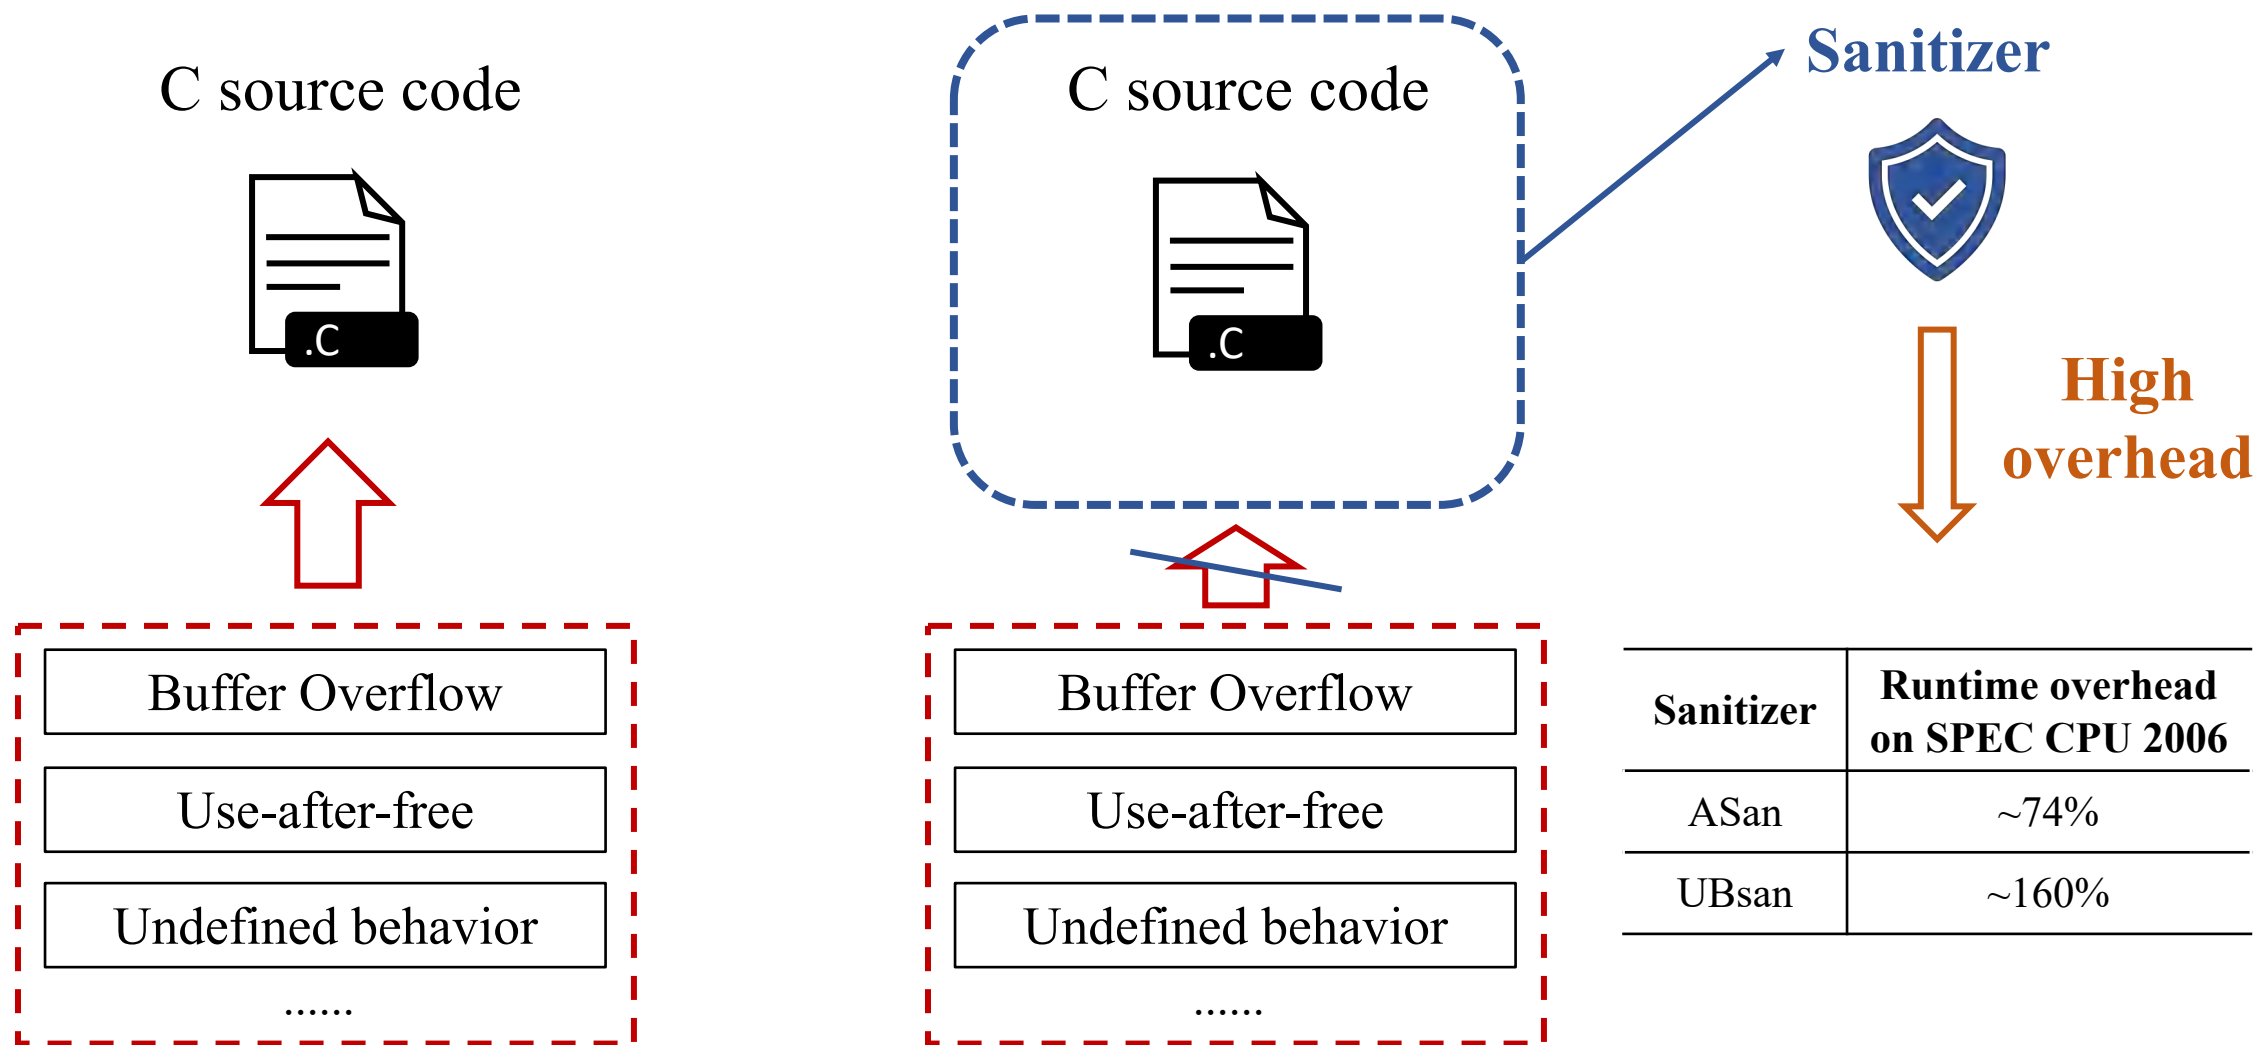 C source code
.C
Buffer Overflow
Use-after-free
Undefined behavior
......
C source code
.C
Buffer Overflow
Use-after-free
Undefined behavior
......
Sanitizer
High
overhead
Sanitizer
Runtime overhead
on SPEC CPU 2006
ASan
~74%
UBsan
~160%